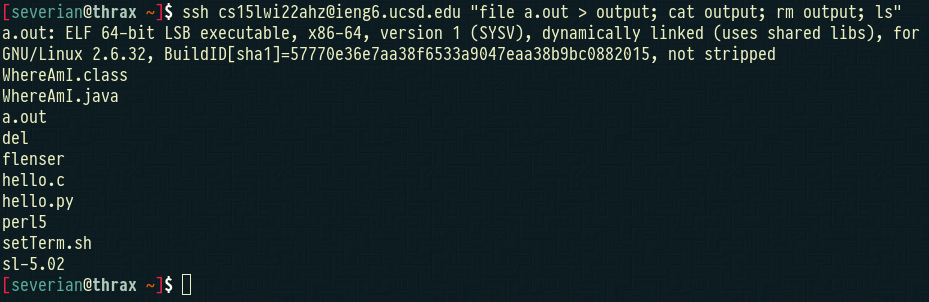 [severian@thrax ~]$ ssh cs15lwi22ahz@ieng6.ucsd.edu "file a.out > output; cat output; rm output; ls"
a.out: ELF 64-bit LSB executable, x86-64, version 1 (SYSV), dynamically linked (uses shared libs), for
GNU/Linux 2.6.32, BuildID[sha1]=57770e36e7aa38f6533a9047eaa38b9bc0882015, not stripped
WhereAmI.class
WhereAmI.java
a.out
del
flenser
hello.c
hello.py
perl5
setTerm.sh
sl-5.02
[severian@thrax ~]$